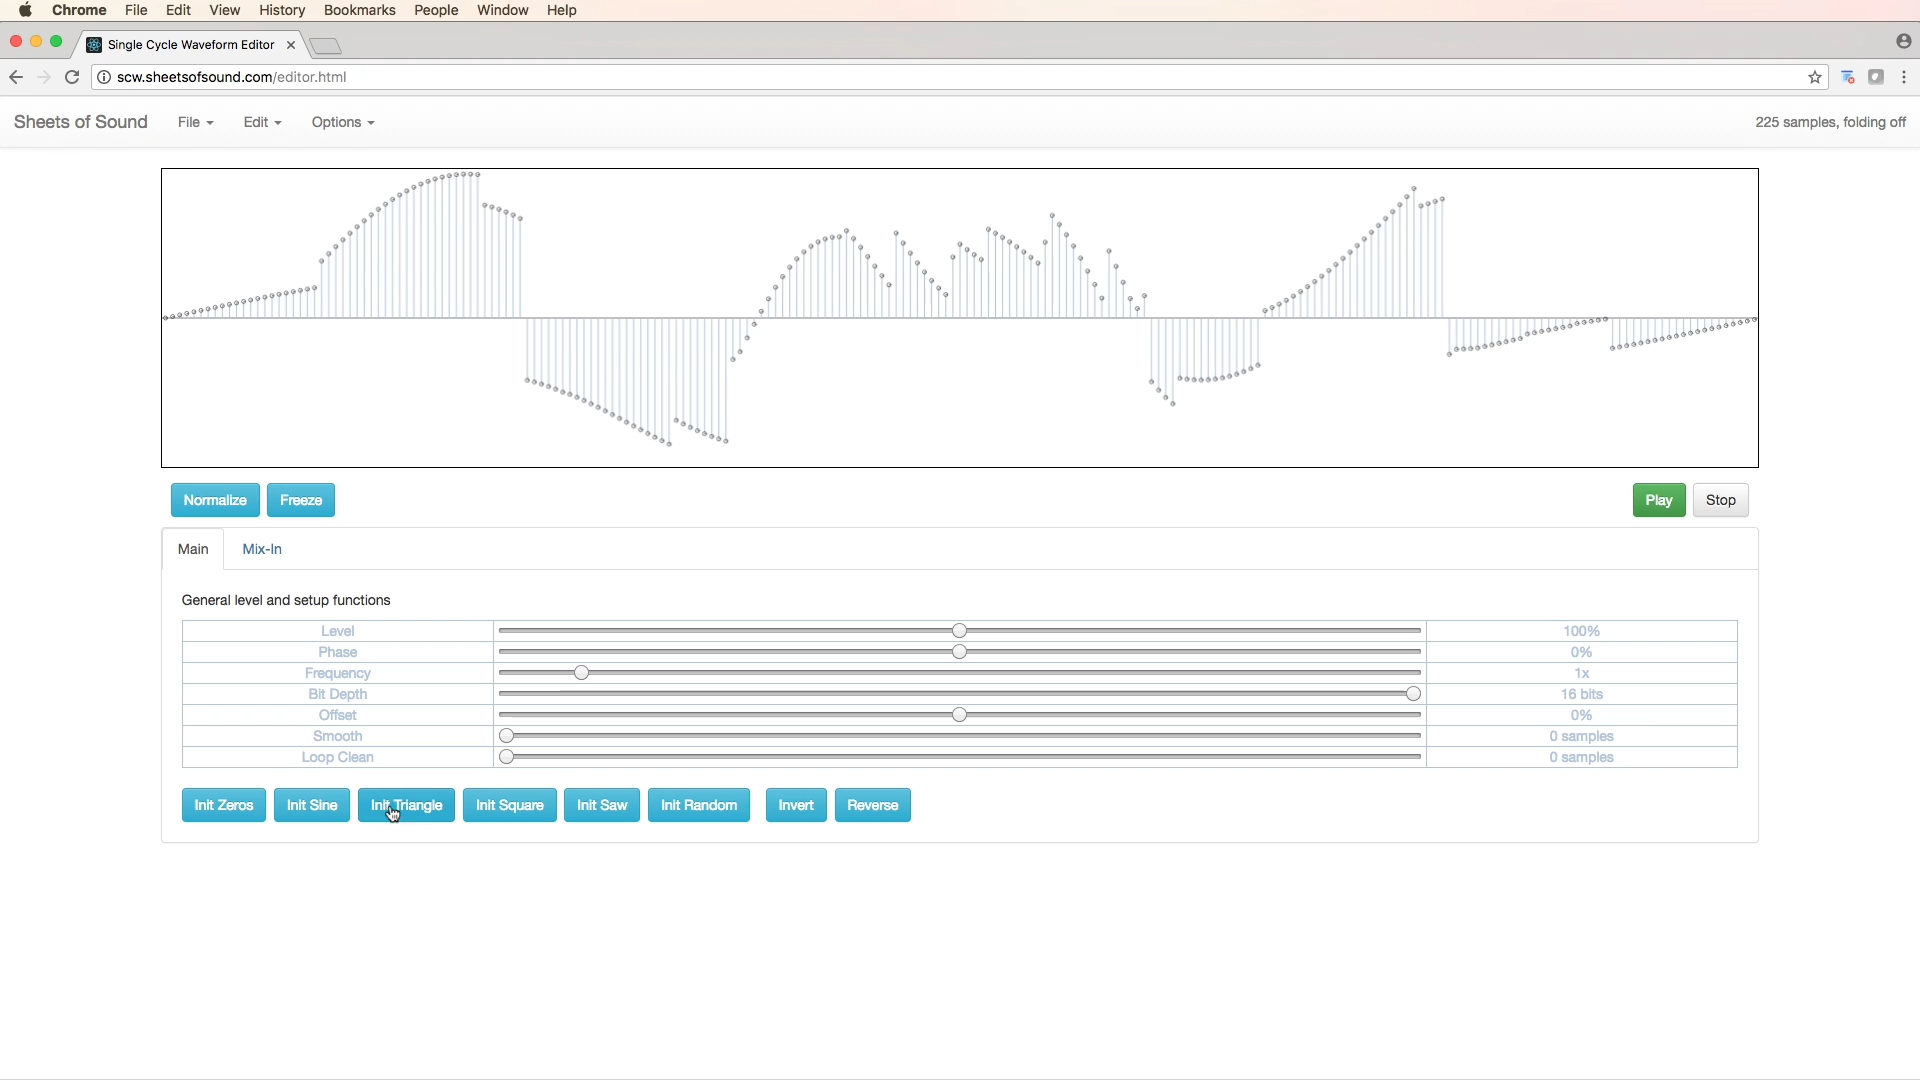 Chrome File Edit View History Bookmarks People Window Help
Single Cycle Waveform Editor
scw.sheetsofsound.com/editor.html
Sheets of Sound File Edit Options 225 samples, folding off
Normalize Freeze Play Stop
Main Mix-In
General level and setup functions
Level 100%
Phase 0%
Frequency 1x
Bit Depth 16 bits
Offset 0%
Smooth 0 samples
Loop Clean 0 samples
Init Zeros Init Sine Init Triangle Init Square Init Saw Init Random Invert Reverse